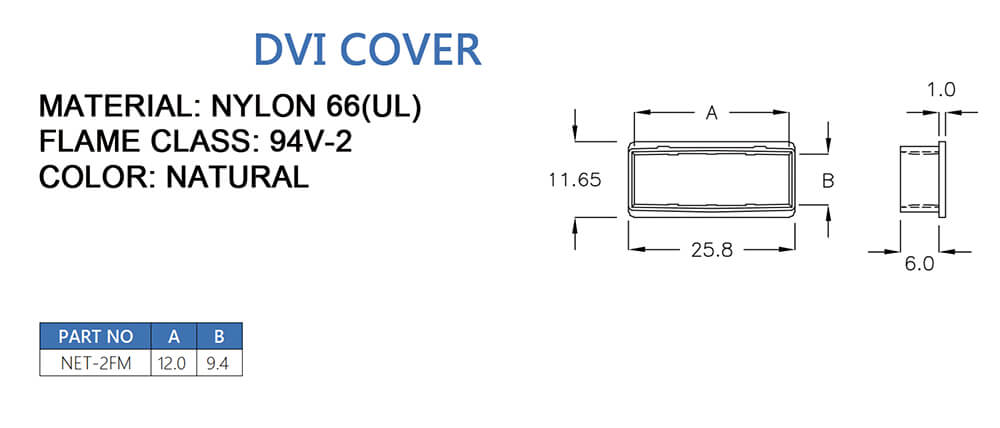 DVI COVER
MATERIAL: NYLON 66(UL)
FLAME CLASS: 94V-2
COLOR: NATURAL
1.0
A
11.65
B
25.8
6.0
PART NO A B
NET-2FM 12.0 9.4